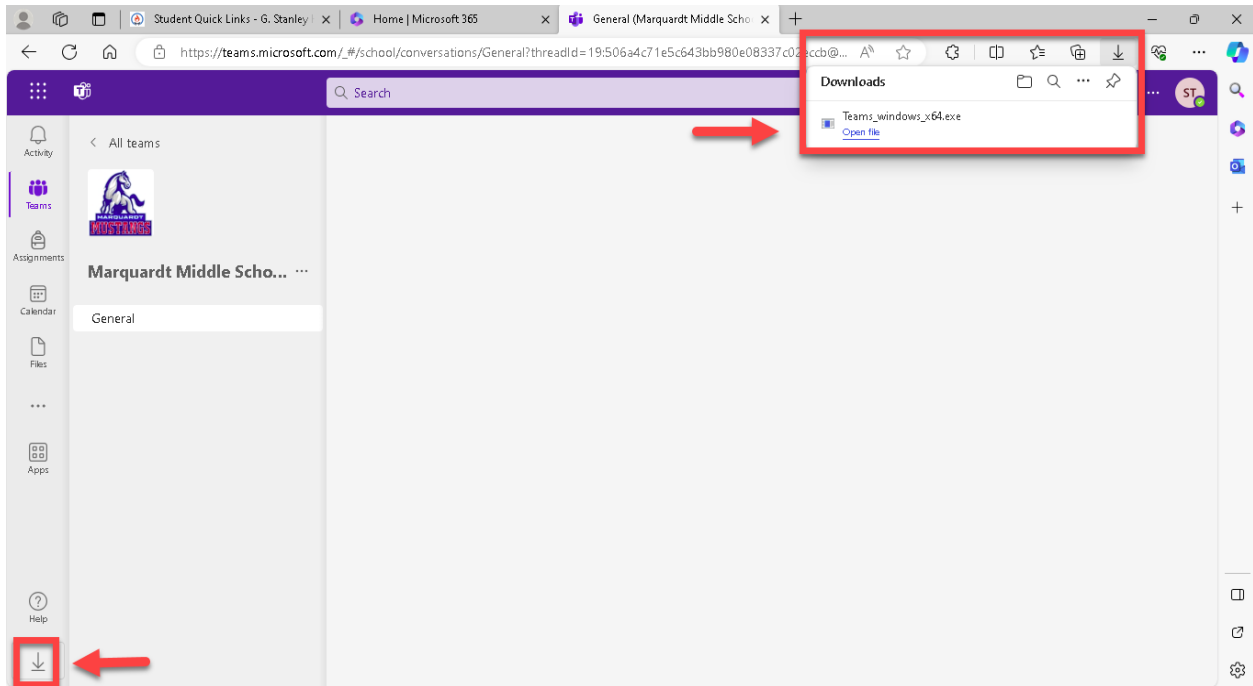 Student Quick Links - G. Stanley
Home | Microsoft 365
General (Marquardt Middle Scho
https://teams.microsoft.com/_#/school/conversations/General?threadId=19:506a4c71e5c643bb980e08337c02eccb@...
Downloads
Teams_windows_x64.exe
Open file
Search
ST
Activity
Teams
Assignments
Calendar
Files
Apps
Help
All teams
MARQUARDT
MUSTANGS
Marquardt Middle Scho...
General